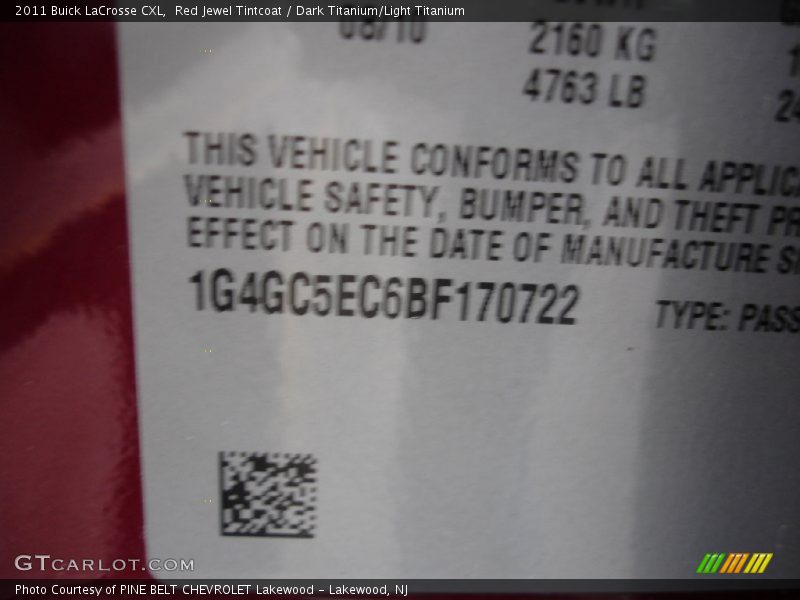 2011 Buick LaCrosse CXL, Red Jewel Tintcoat / Dark Titanium/Light Titanium
08/10
2160 KG
4763 LB
THIS VEHICLE CONFORMS TO ALL
VEHICLE SAFETY, BUMPER, AND THEFT
EFFECT ON THE DATE OF MANUFACTURE
1G4GC5EC6BF170722
TYPE: PASS
GTCARLOT.COM
Photo Courtesy of PINE BELT CHEVROLET Lakewood - Lakewood, NJ